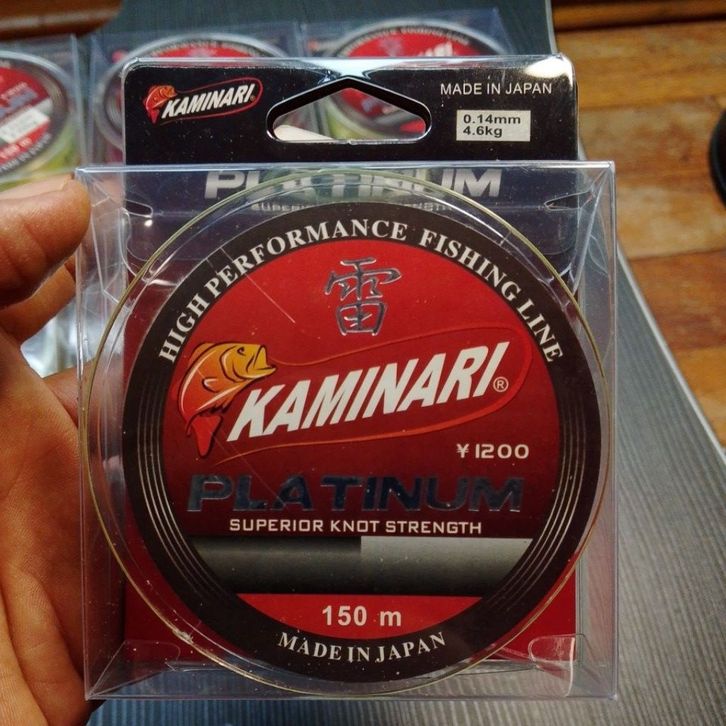 KAMINARI
MADE IN JAPAN
0.14mm
4.6kg
PLATINUM
HIGH PERFORMANCE FISHING LINE
雷
KAMINARI®
¥1200
PLATINUM
SUPERIOR KNOT STRENGTH
150 m
MADE IN JAPAN
150 m